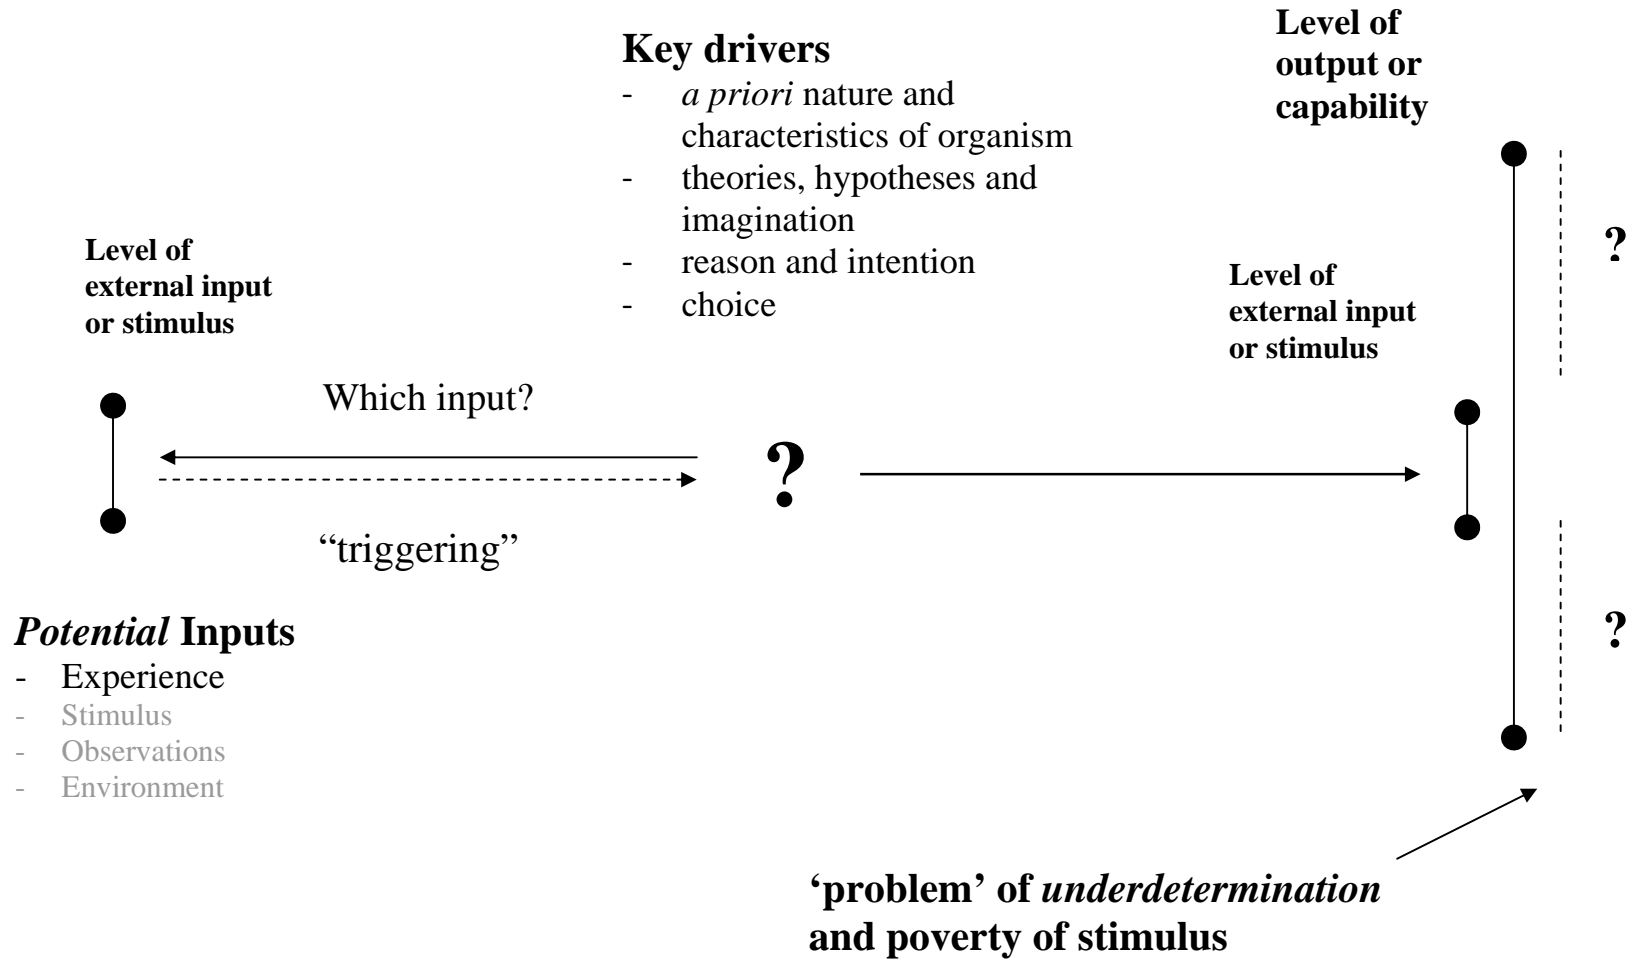 Key drivers
- a priori nature and
characteristics of organism
- theories, hypotheses and
imagination
- reason and intention
- choice
Level of
output or
capability
Level of
external input
or stimulus
Level of
external input
or stimulus
?
Which input?
?
“triggering”
?
Potential Inputs
- Experience
- Stimulus
- Observations
- Environment
‘problem’ of underdetermination
and poverty of stimulus